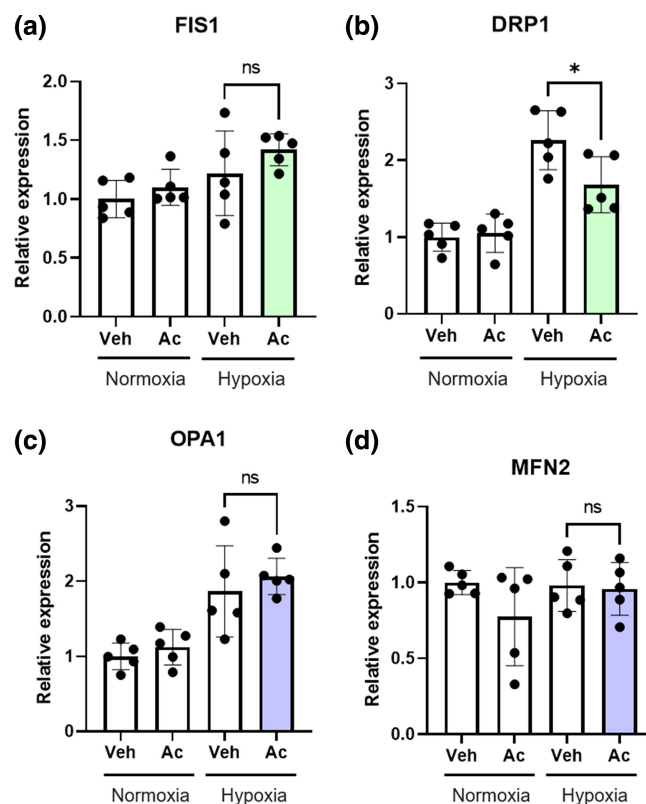 (a) FIS1
ns
2.0
1.5
1.0
0.5
0.0
Relative expression
Veh Ac Veh Ac
Normoxia Hypoxia
(b) DRP1
*
3
2
1
0
Relative expression
Veh Ac Veh Ac
Normoxia Hypoxia
(c) OPA1
ns
3
2
1
0
Relative expression
Veh Ac Veh Ac
Normoxia Hypoxia
(d) MFN2
ns
1.5
1.0
0.5
0.0
Relative expression
Veh Ac Veh Ac
Normoxia Hypoxia